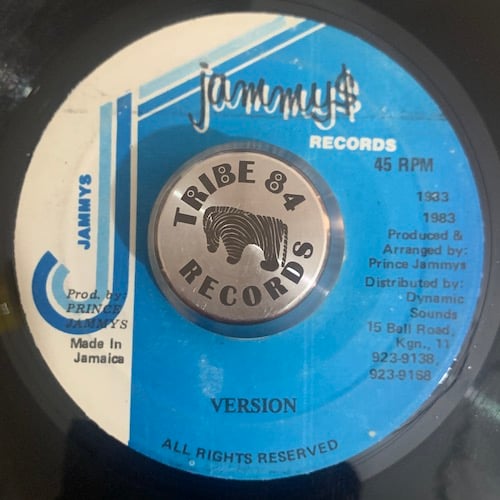 jammy$
RECORDS
45 RPM
TRIBE 84
RECORDS
JAMMYS
1933
1983
Produced &
Arranged by:
Prince Jammys
Distributed by:
Dynamic
Sounds
15 Bell Road,
Kgn., 11
923-9138,
923-9168
Prod. by:
PRINCE
JAMMYS
Made In
Jamaica
VERSION
ALL RIGHTS RESERVED